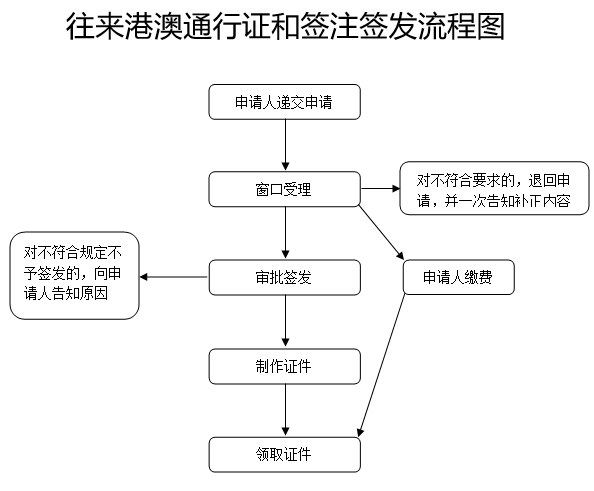 往来港澳通行证和签注签发流程图
申请人递交申请
窗口受理
对不符合要求的，退回申
请，并一次告知补正内容
对不符合规定不
予签发的，向申
请人告知原因
审批签发
申请人缴费
制作证件
领取证件